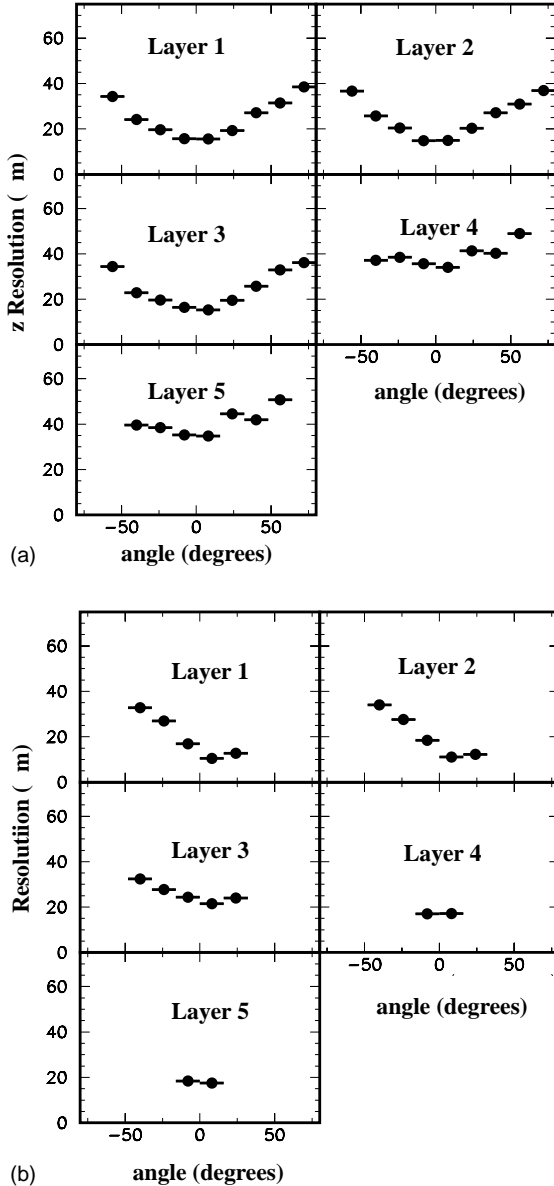 Layer 1
Layer 2
60
40
20
0
Layer 3
Layer 4
60
40
20
0
−50 0 50
angle (degrees)
Layer 5
60
40
20
0
−50 0 50
angle (degrees)
z Resolution ( m)
(a)
Layer 1
Layer 2
60
40
20
0
Layer 3
Layer 4
60
40
20
0
−50 0 50
angle (degrees)
Layer 5
60
40
20
0
−50 0 50
angle (degrees)
Resolutiion ( m)
(b)